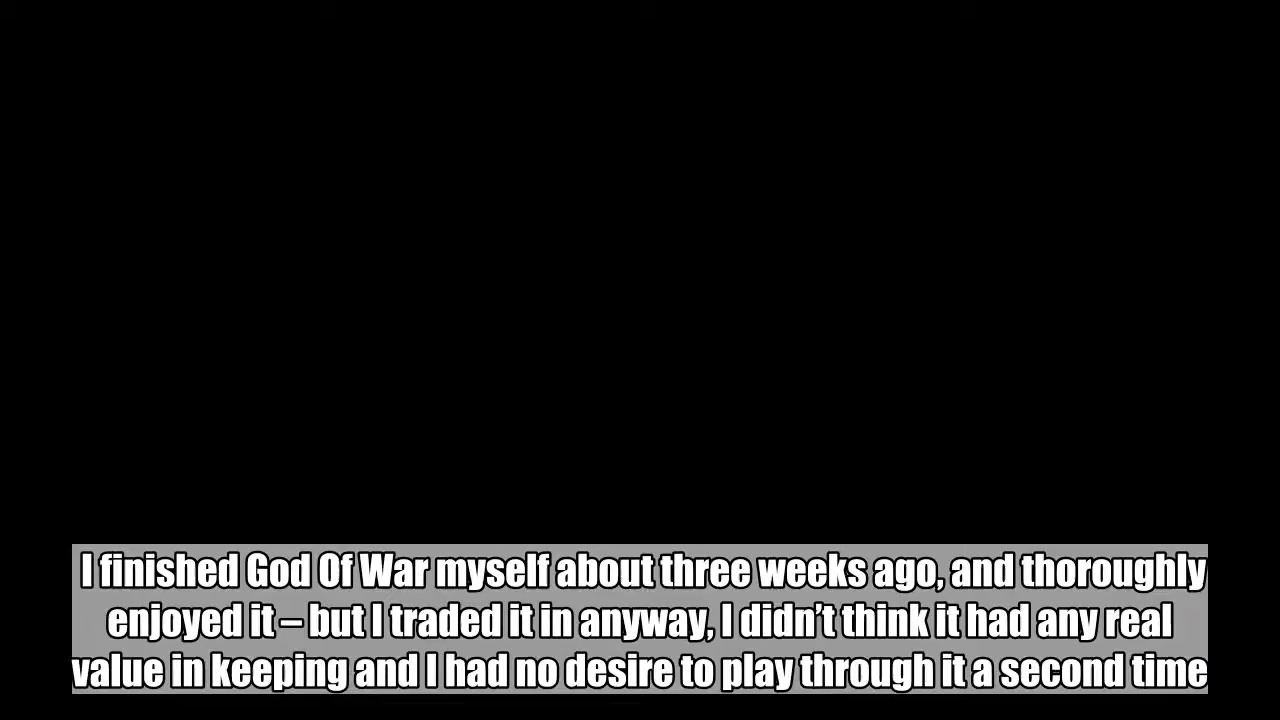 I finished God Of War myself about three weeks ago, and thoroughly
enjoyed it – but I traded it in anyway, I didn’t think it had any real
value in keeping and I had no desire to play through it a second time